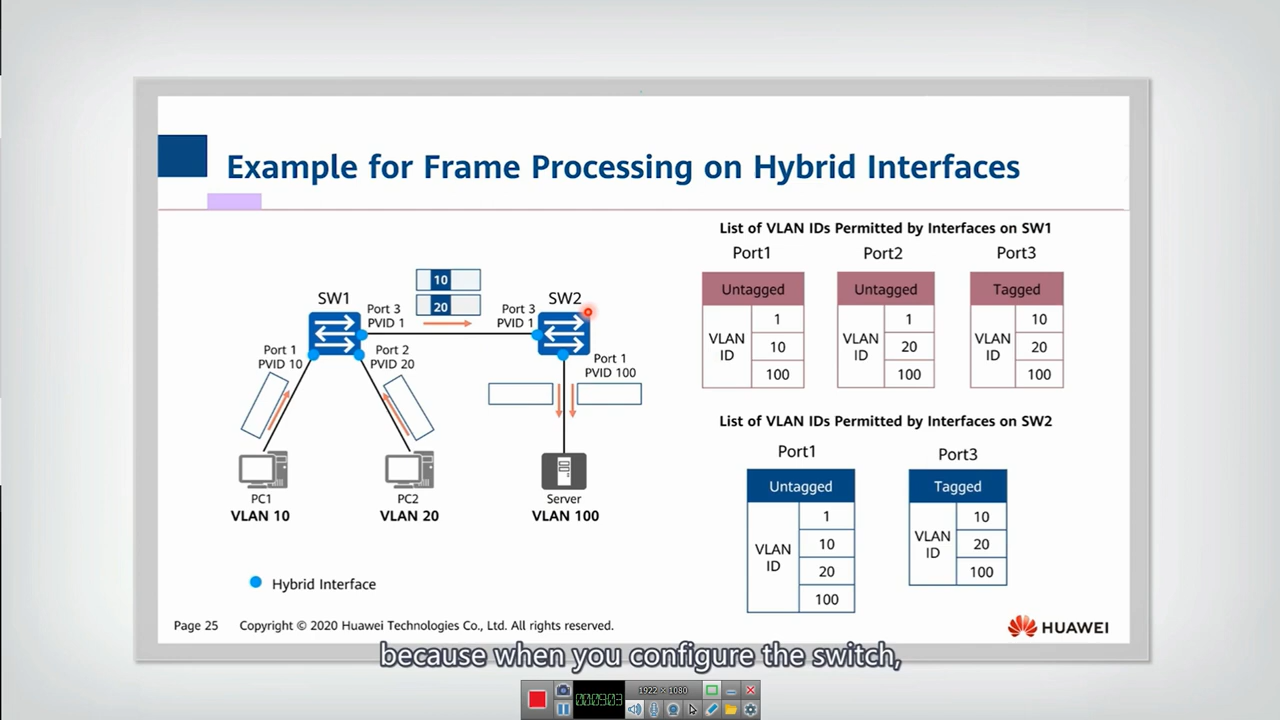 Example for Frame Processing on Hybrid Interfaces
List of VLAN IDs Permitted by Interfaces on SW1
Port1
Port2
Port3
Untagged
Untagged
Tagged
VLAN ID
1
10
100
VLAN ID
1
20
100
VLAN ID
10
20
100
10
20
SW1
SW2
Port 3
PVID 1
Port 3
PVID 1
Port 1
PVID 10
Port 2
PVID 20
Port 1
PVID 100
PC1
VLAN 10
PC2
VLAN 20
Server
VLAN 100
List of VLAN IDs Permitted by Interfaces on SW2
Port1
Port3
Untagged
Tagged
VLAN ID
1
10
20
100
VLAN ID
10
20
100
Hybrid Interface
Page 25 Copyright © 2020 Huawei Technologies Co., Ltd. All rights reserved.
HUAWEI
because when you configure the switch,
1922 × 1080